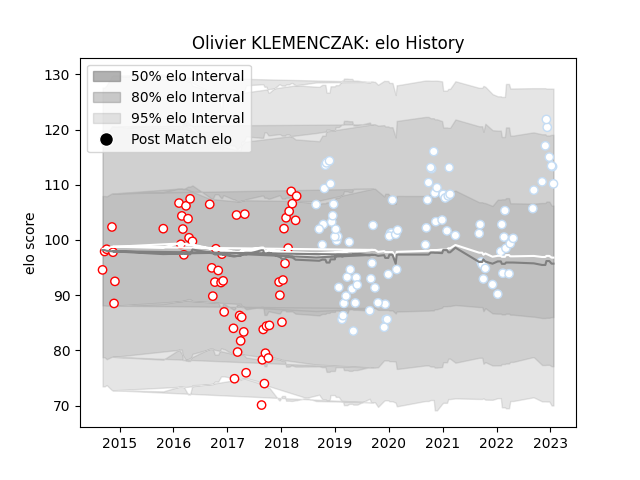 Olivier KLEMENCZAK: elo History
50% elo Interval
80% elo Interval
95% elo Interval
Post Match elo
elo score
130
120
110
100
90
80
70
2015 2016 2017 2018 2019 2020 2021 2022 2023